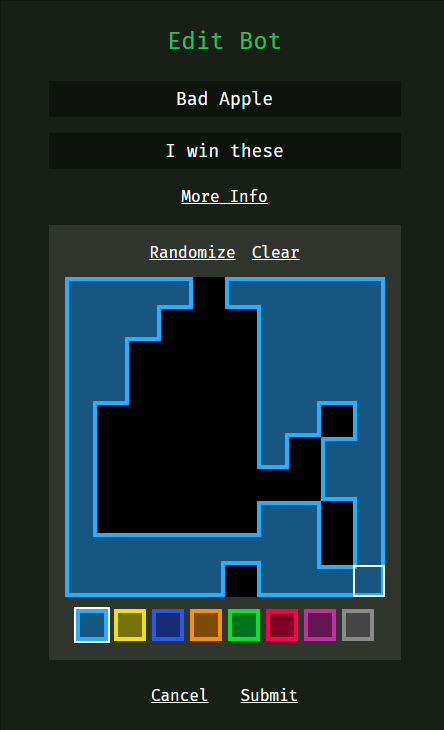 Edit Bot
Bad Apple
I win these
More Info
Randomize Clear
Cancel Submit